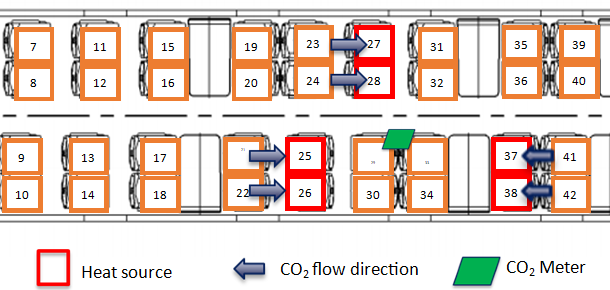 7 11 15 19 23 27 31 35 39
8 12 16 20 24 28 32 36 40
9 13 17 25 37 41
10 14 18 22 26 30 34 38 42
Heat source CO₂ flow direction CO₂ Meter